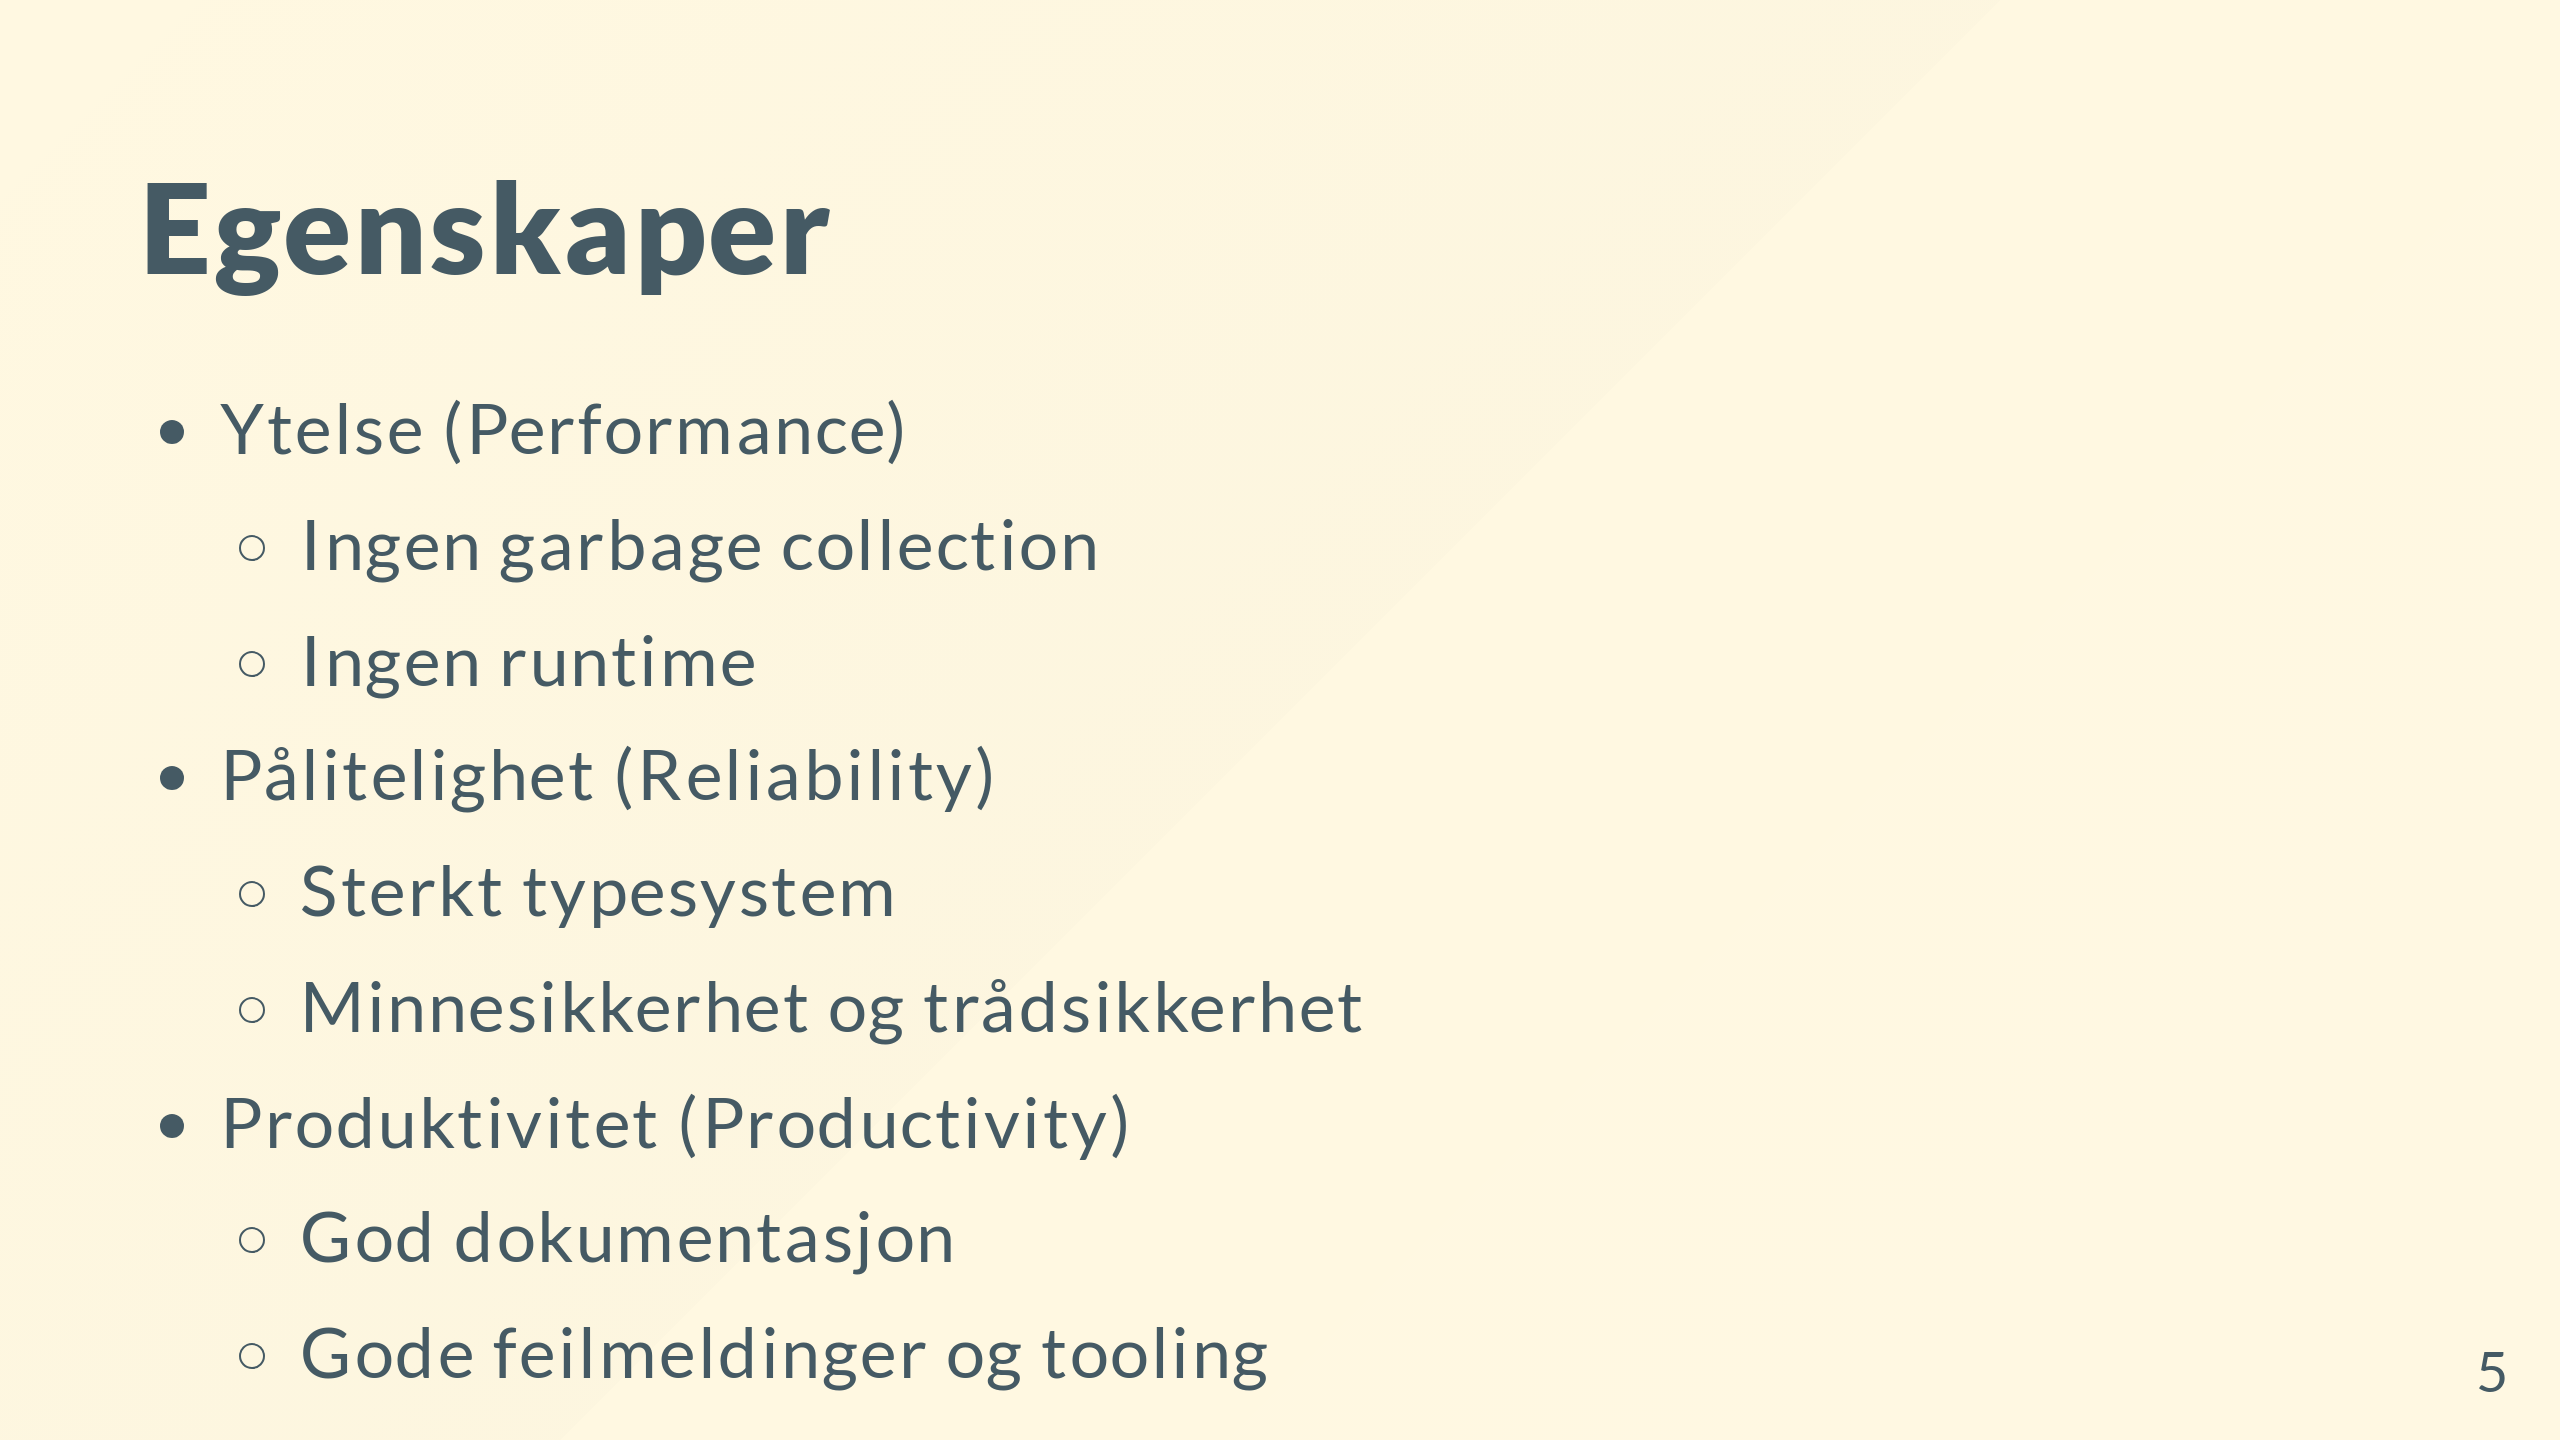 Egenskaper
• Ytelse (Performance)
○ Ingen garbage collection
○ Ingen runtime
• Pålitelighet (Reliability)
○ Sterkt typesystem
○ Minnesikkerhet og trådsikkerhet
• Produktivitet (Productivity)
○ God dokumentasjon
○ Gode feilmeldinger og tooling
5